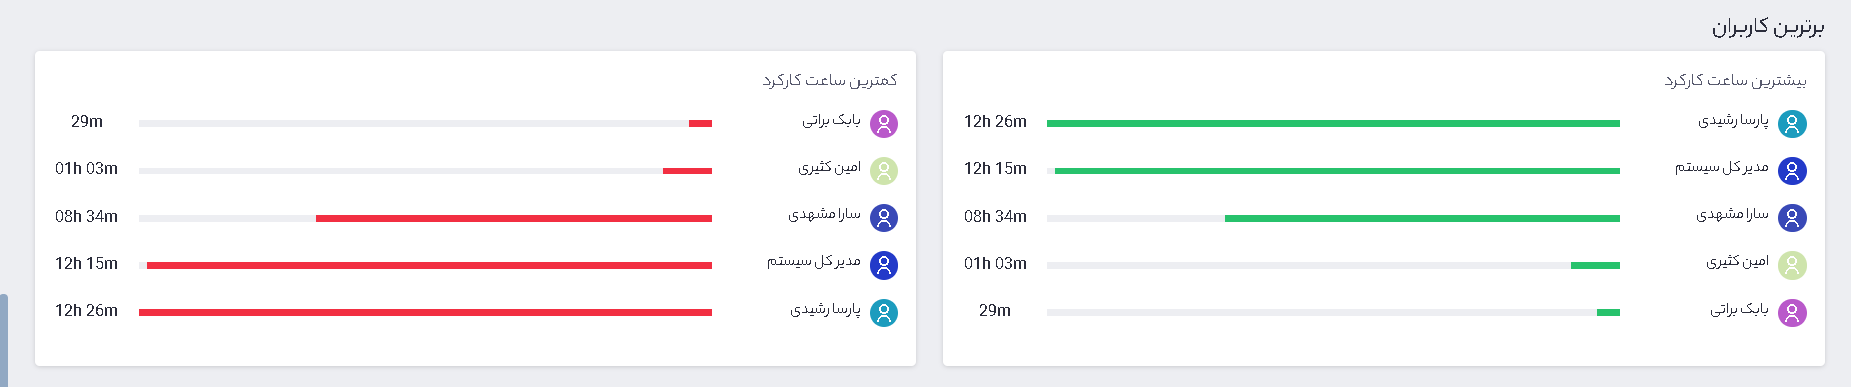 برترین کاربران
بیشترین ساعت کارکرد
پارسا رشیدی 12h 26m
مدیر کل سیستم 12h 15m
سارا مشهدی 08h 34m
امین کثیری 01h 03m
بابک براتی 29m
کمترین ساعت کارکرد
بابک براتی 29m
امین کثیری 01h 03m
سارا مشهدی 08h 34m
مدیر کل سیستم 12h 15m
پارسا رشیدی 12h 26m